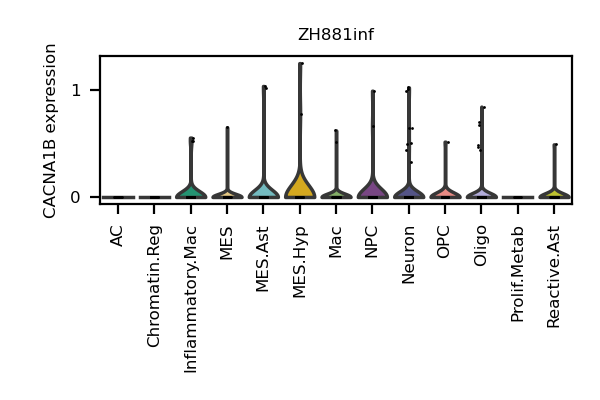 ZH881inf
CACNA1B expression
1
0
AC
Chromatin.Reg
Inflammatory.Mac
MES
MES.Ast
MES.Hyp
Mac
NPC
Neuron
OPC
Oligo
Prolif.Metab
Reactive.Ast